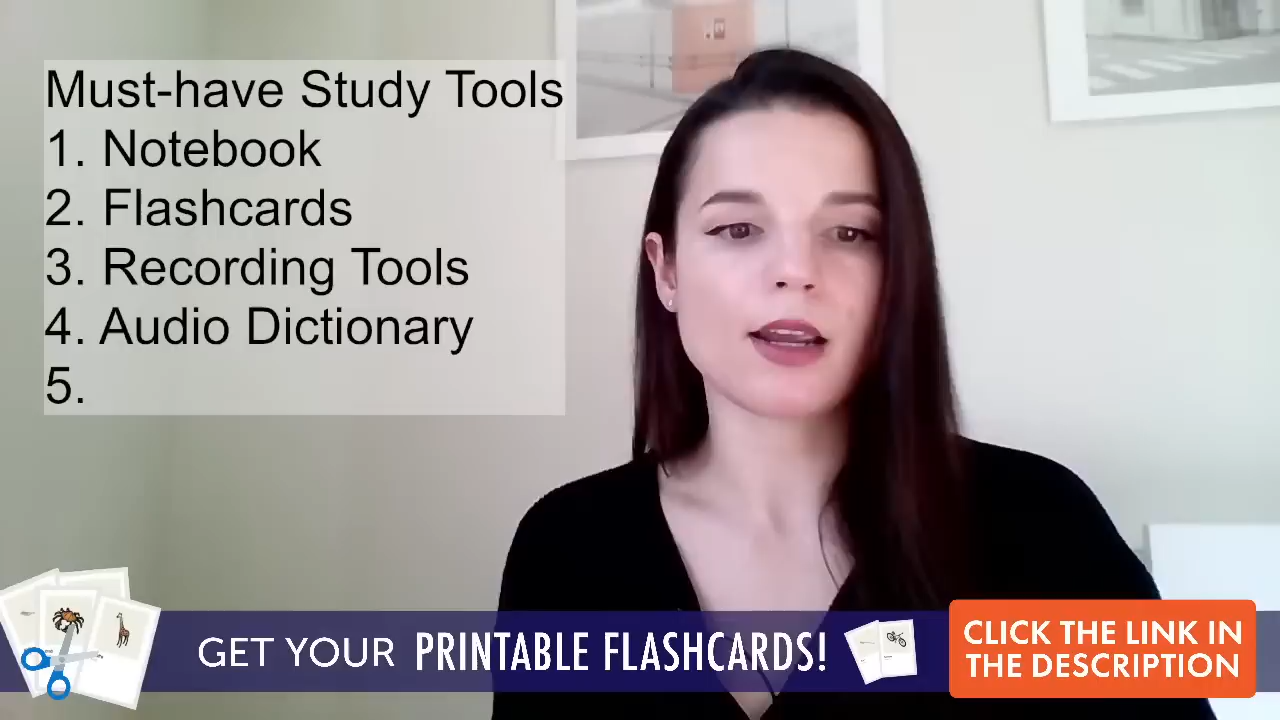 Must-have Study Tools
1. Notebook
2. Flashcards
3. Recording Tools
4. Audio Dictionary
5.
GET YOUR PRINTABLE FLASHCARDS!
CLICK THE LINK IN
THE DESCRIPTION